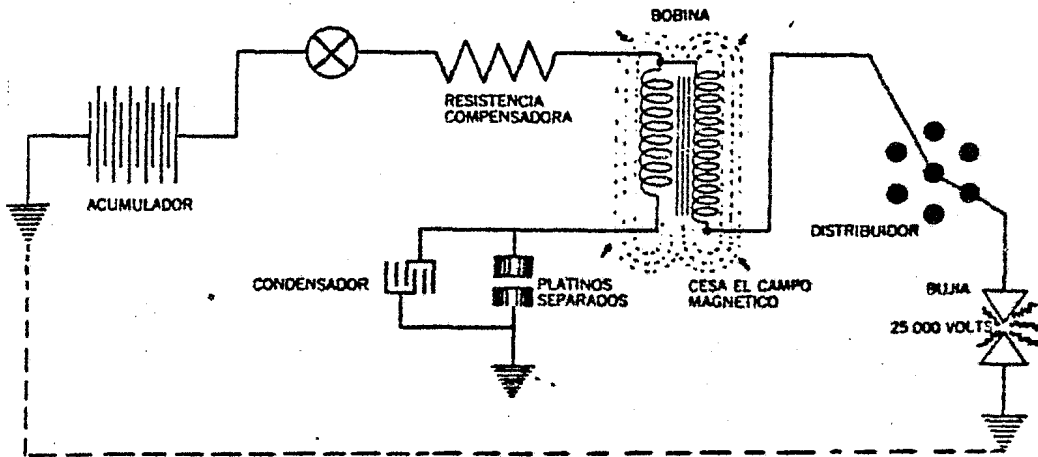 BOBINA
RESISTENCIA
COMPENSADORA
ACUMULADOR
DISTRIBUIDOR
CONDENSADOR
PLATINOS
SEPARADOS
CESA EL CAMPO
MAGNETICO
BUJIA
25 000 VOLTS